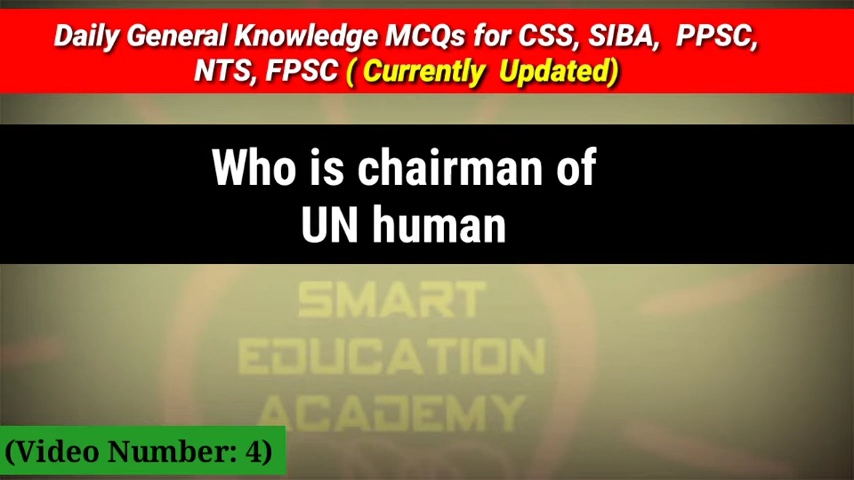 Daily General Knowledge MCQs for CSS, SIBA, PPSC,
NTS, FPSC ( Currently Updated)
Who is chairman of
UN human
SMART
EDUCATION
ACADEMY
(Video Number: 4)